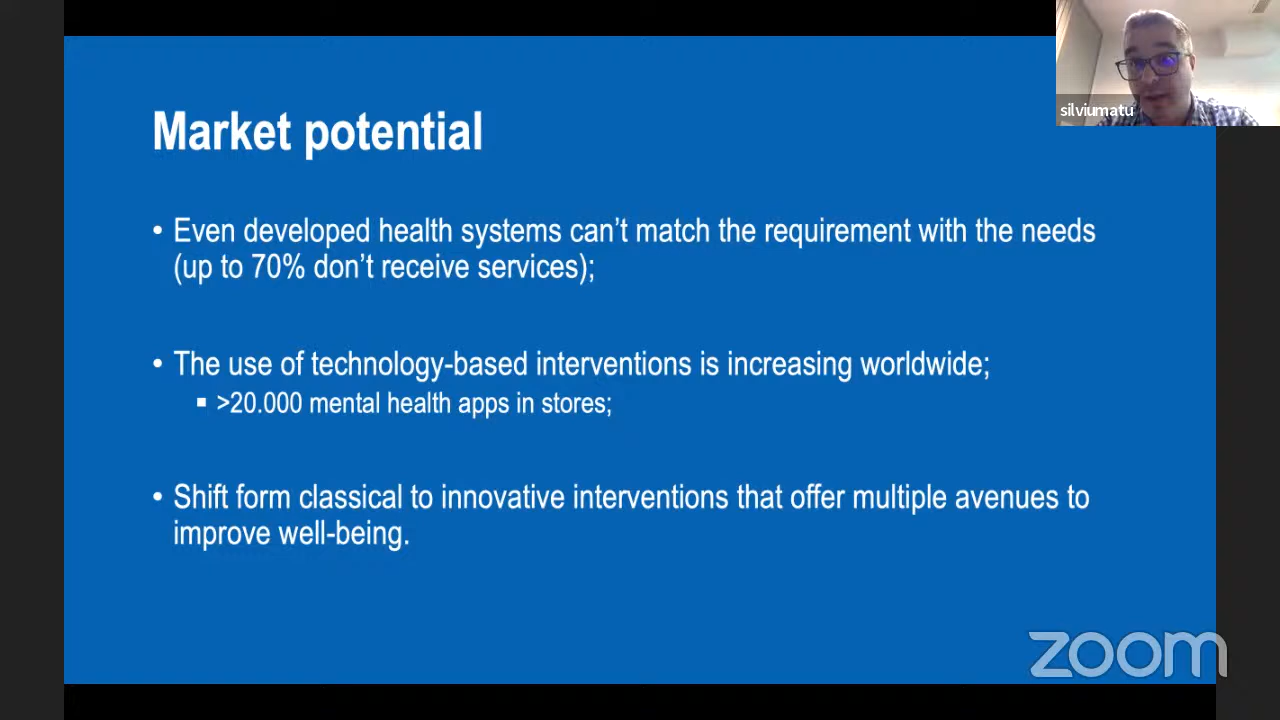 silviumatu
Market potential
• Even developed health systems can’t match the requirement with the needs
(up to 70% don’t receive services);
• The use of technology-based interventions is increasing worldwide;
▪ >20.000 mental health apps in stores;
• Shift form classical to innovative interventions that offer multiple avenues to
improve well-being.
zoom